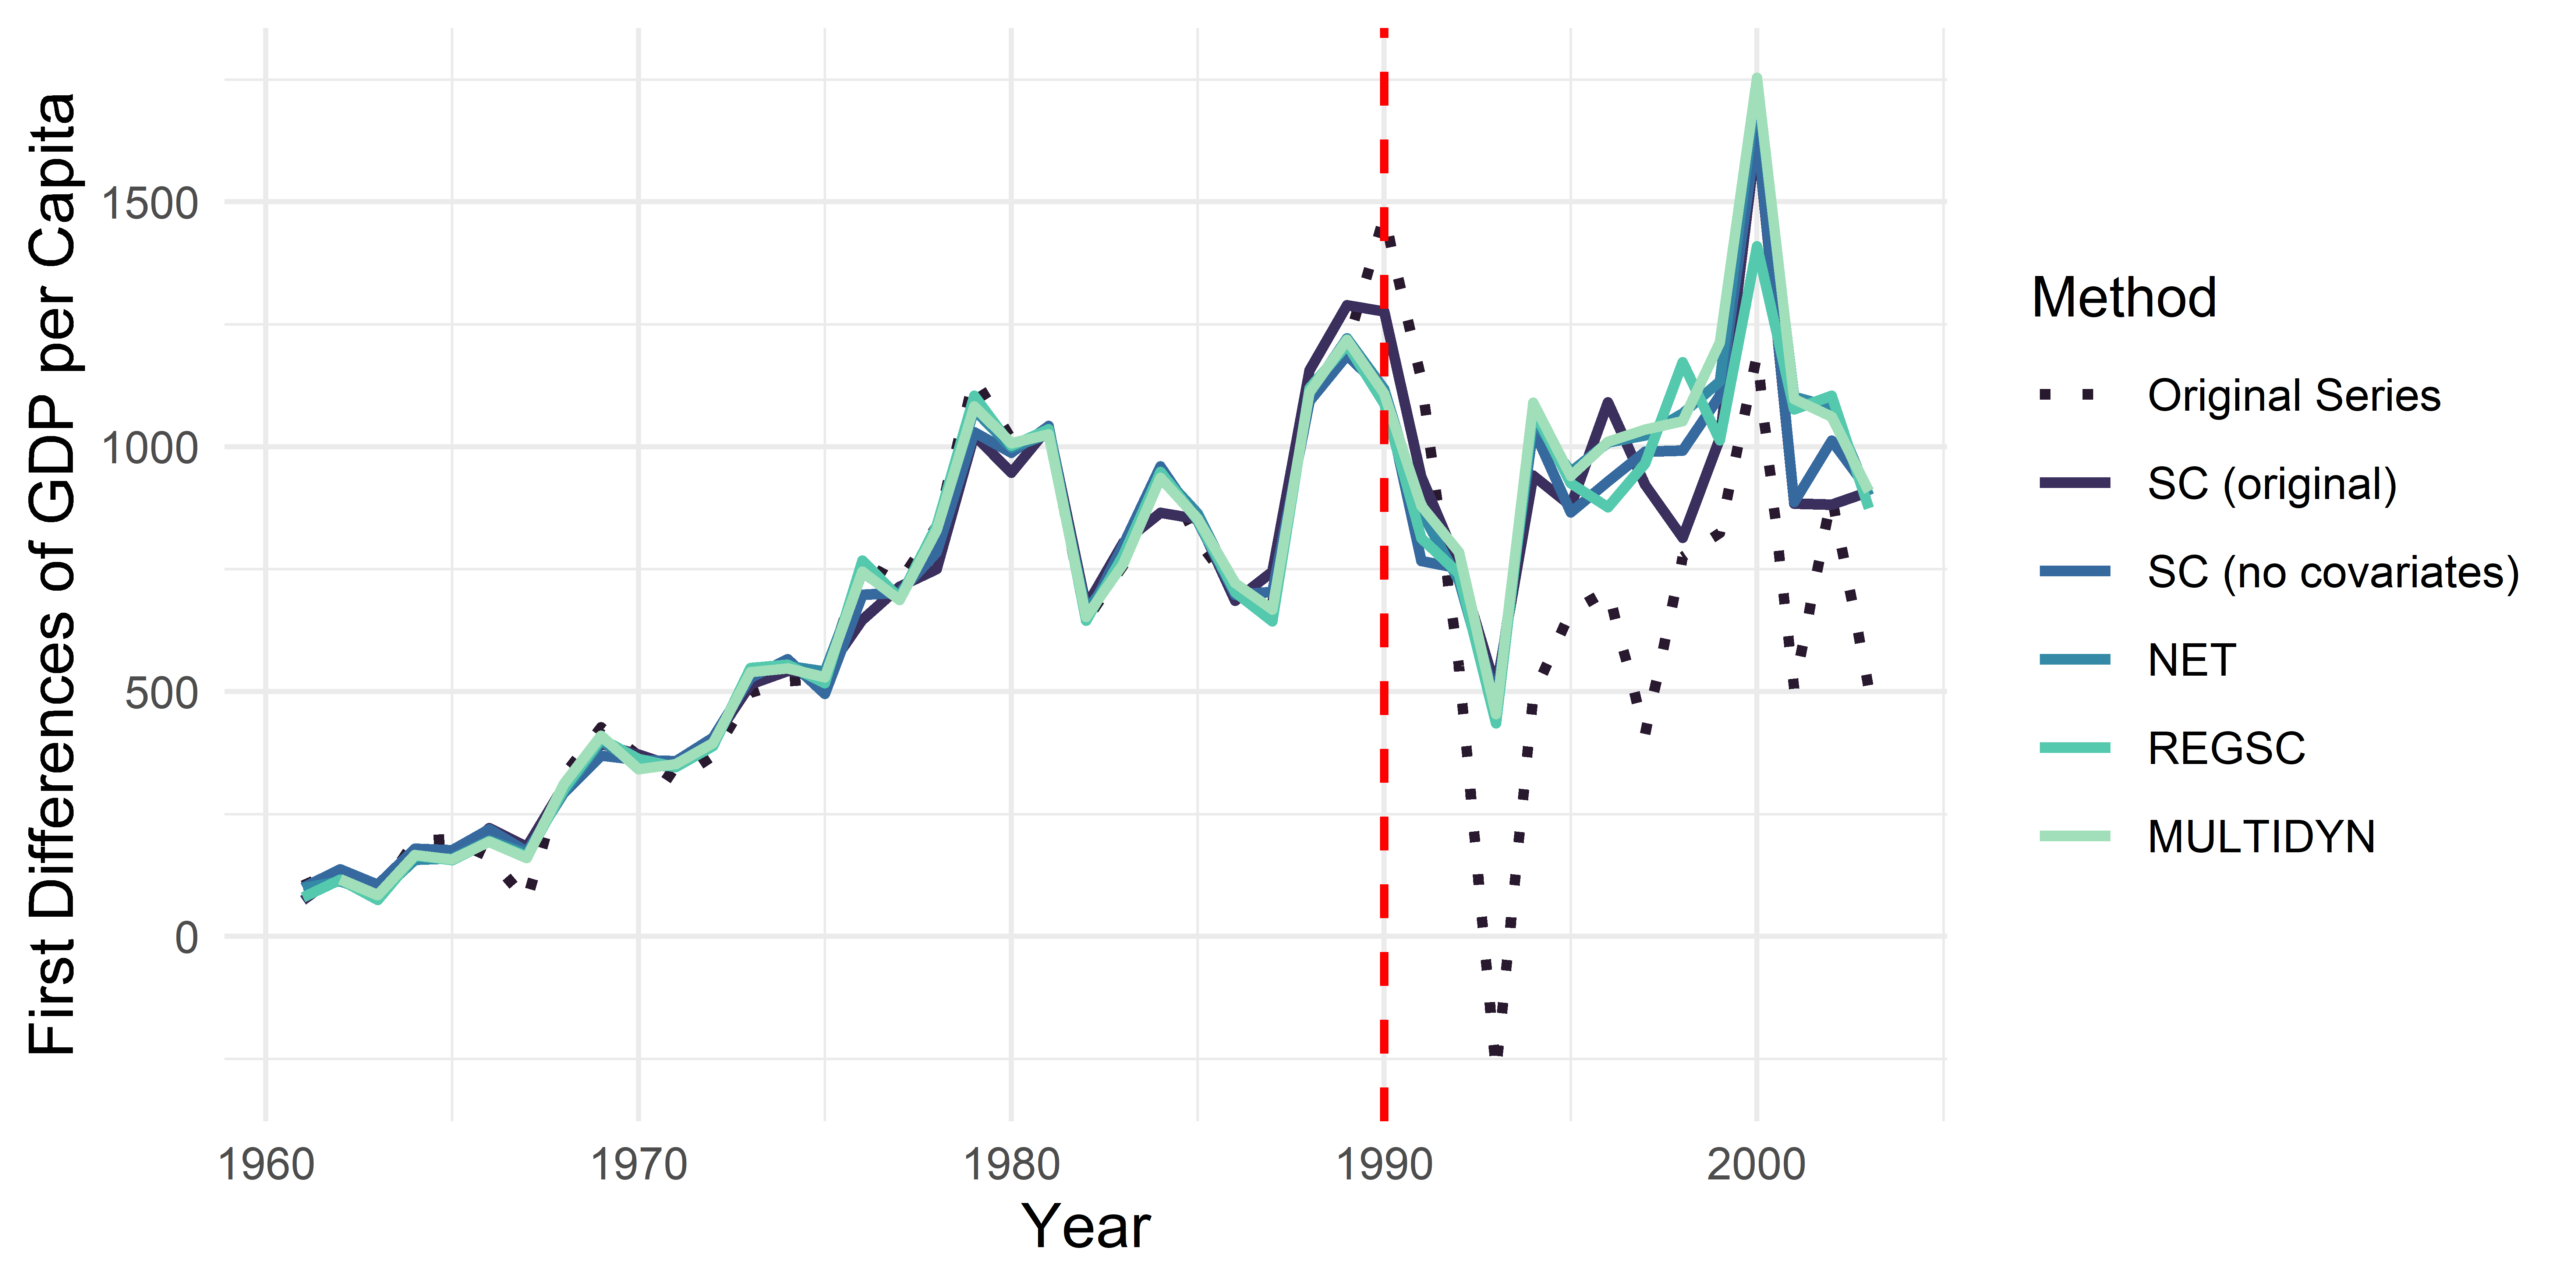 First Differences of GDP per Capita
1500
1000
500
0
1960
1970
1980
1990
2000
Year
Method
Original Series
SC (original)
SC (no covariates)
NET
REGSC
MULTIDYN